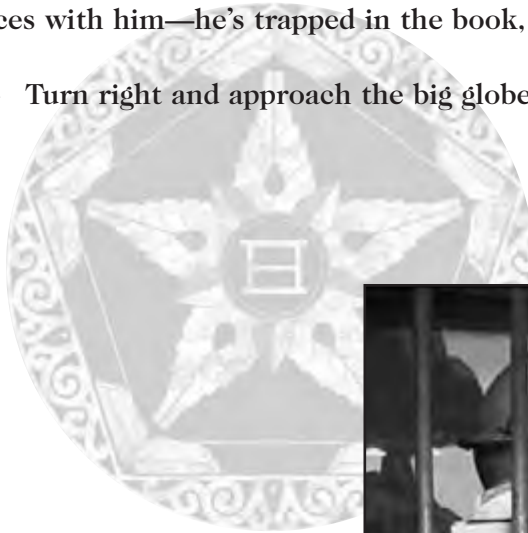 ces with him—he's trapped in the book,
Turn right and approach the big globe